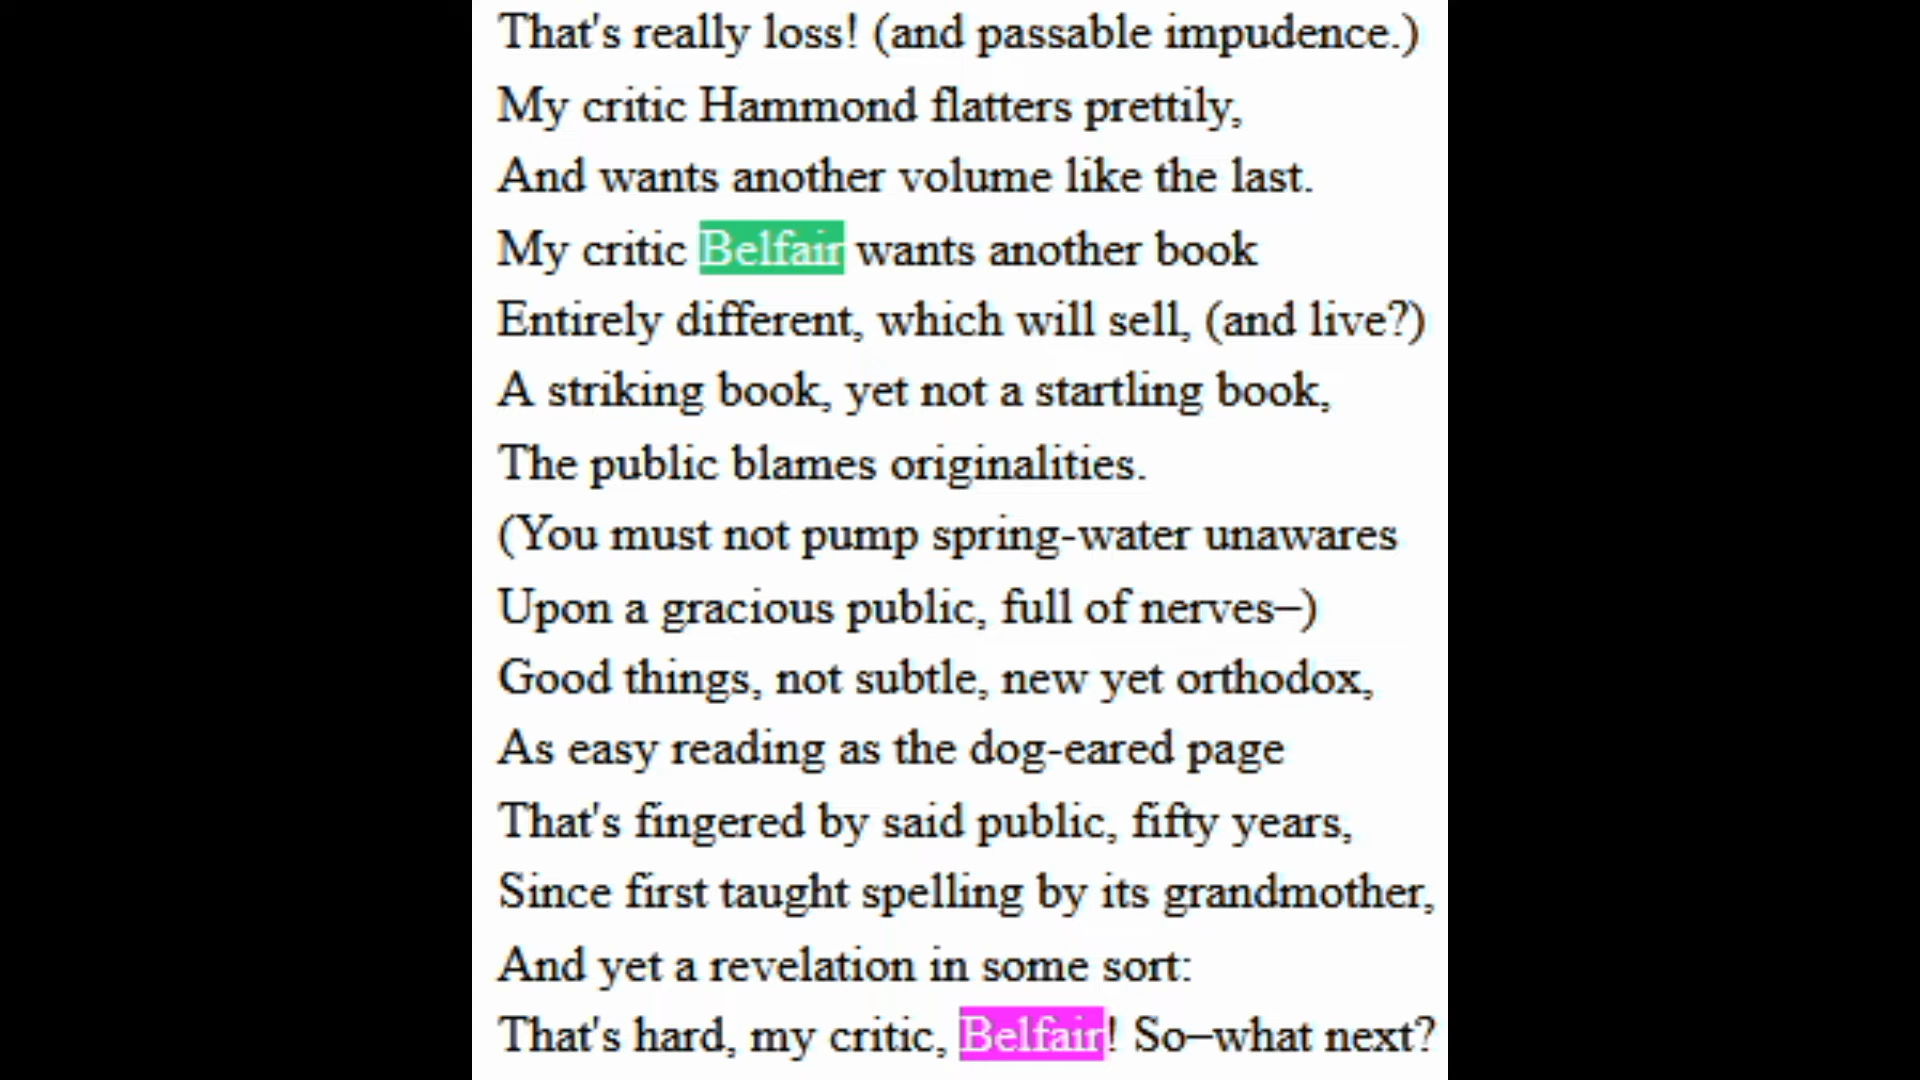 That's really loss! (and passable impudence.)
My critic Hammond flatters prettily,
And wants another volume like the last.
My critic Belfair wants another book
Entirely different, which will sell, (and live?)
A striking book, yet not a startling book,
The public blames originalities.
(You must not pump spring-water unawares
Upon a gracious public, full of nerves–)
Good things, not subtle, new yet orthodox,
As easy reading as the dog-eared page
That's fingered by said public, fifty years,
Since first taught spelling by its grandmother,
And yet a revelation in some sort:
That's hard, my critic, Belfair! So–what next?